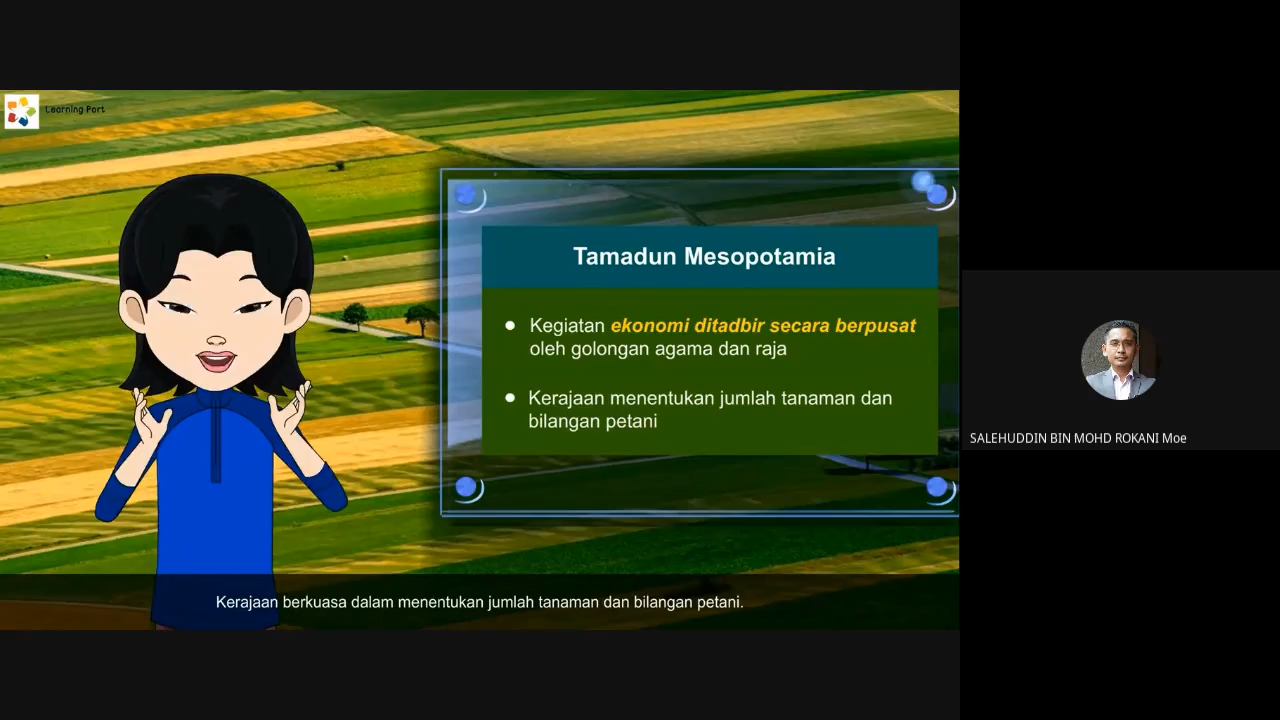 Learning Port
Tamadun Mesopotamia
● Kegiatan ekonomi ditadbir secara berpusat
oleh golongan agama dan raja
● Kerajaan menentukan jumlah tanaman dan
bilangan petani
SALEHUDDIN BIN MOHD ROKANI Moe
Kerajaan berkuasa dalam menentukan jumlah tanaman dan bilangan petani.